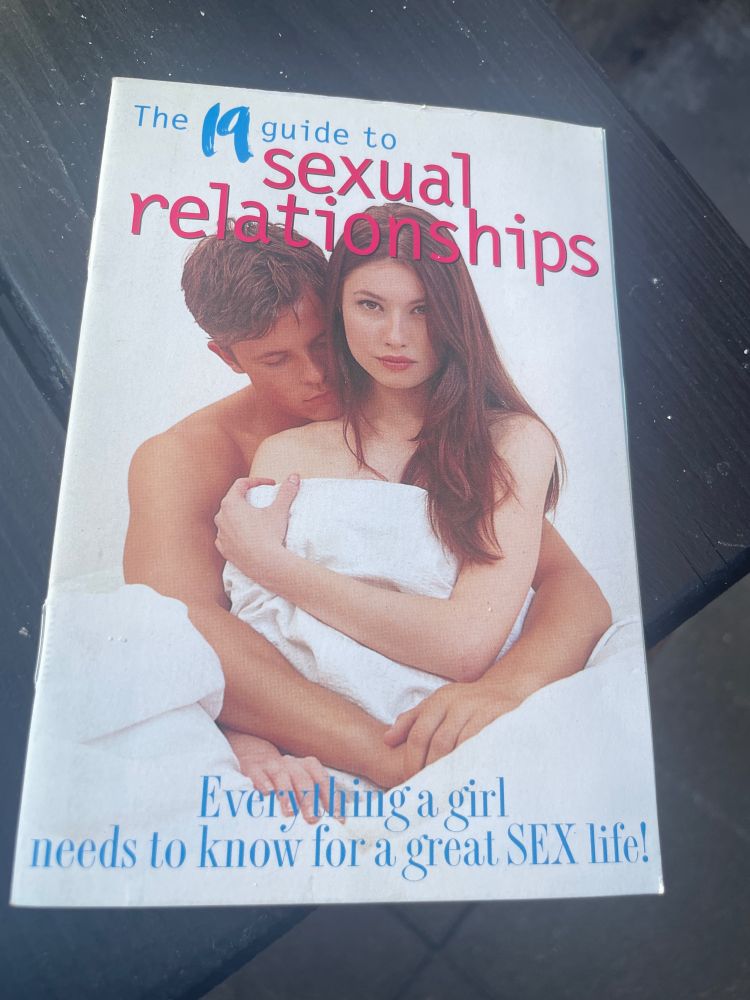 The 19 guide to
sexual
relationships
Everything a girl
needs to know for a great SEX life!